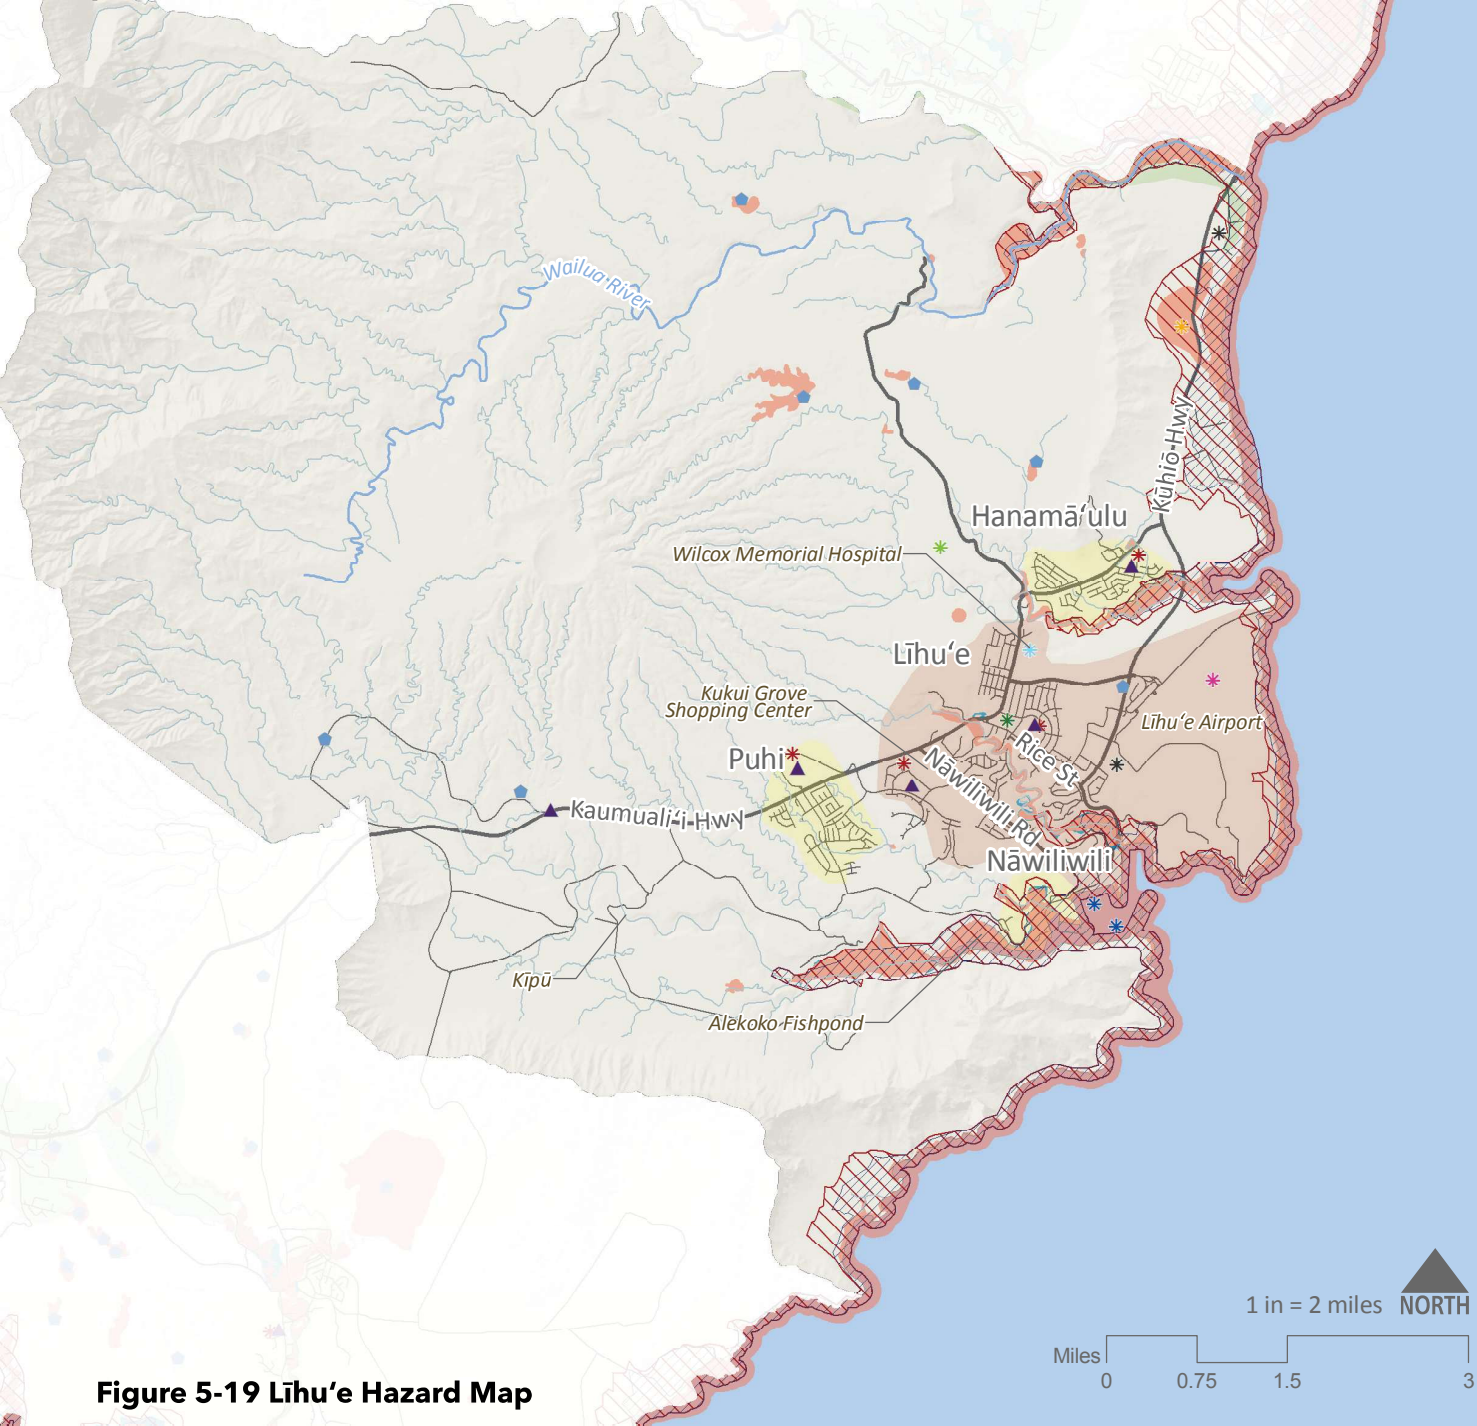 Wailua River
Kūhiō Hwy
Hanamāʻulu
Wilcox Memorial Hospital
Līhuʻe
Kukui Grove
Shopping Center
Līhuʻe Airport
Rice St
Puhi
Nāwiliwili Rd
Kaumualiʻi Hwy
Nāwiliwili
Kīpū
Alekoko Fishpond
1 in = 2 miles
NORTH
Miles
0 0.75 1.5 3
Figure 5-19 Līhuʻe Hazard Map